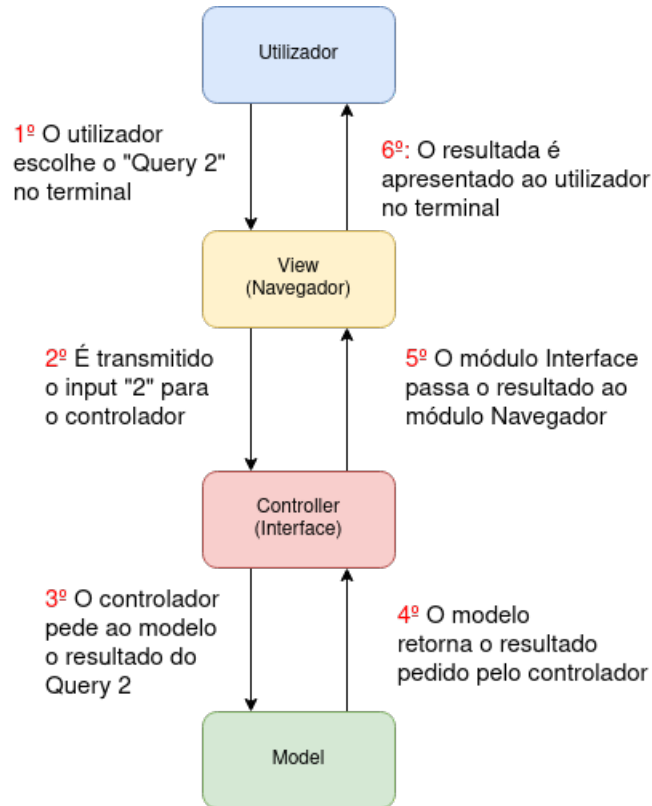 Utilizador
1º O utilizador
escolhe o "Query 2"
no terminal
6º: O resultada é
apresentado ao utilizador
no terminal
View
(Navegador)
2º É transmitido
o input "2" para
o controlador
5º O módulo Interface
passa o resultado ao
módulo Navegador
Controller
(Interface)
3º O controlador
pede ao modelo
o resultado do
Query 2
4º O modelo
retorna o resultado
pedido pelo controlador
Model